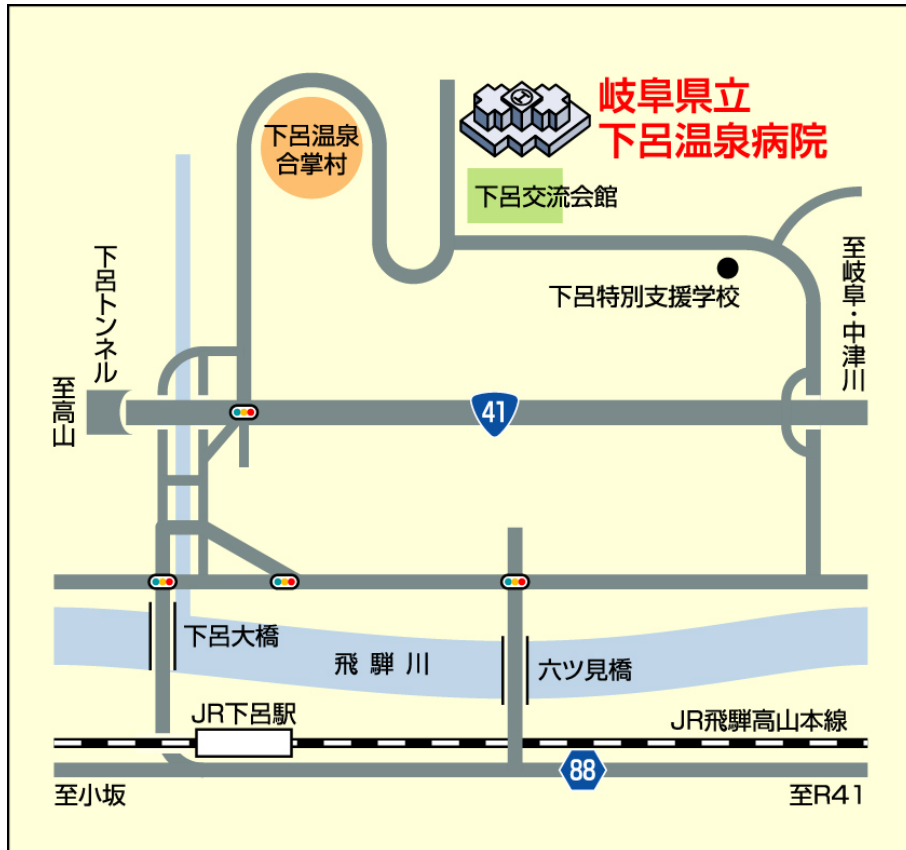 岐阜県立
下呂温泉病院
下呂温泉
合掌村
下呂交流会館
下呂特別支援学校
至岐阜・中津川
下呂トンネル
至高山
41
下呂大橋
飛騨川
六ツ見橋
JR下呂駅
JR飛騨高山本線
88
至小坂
至R41